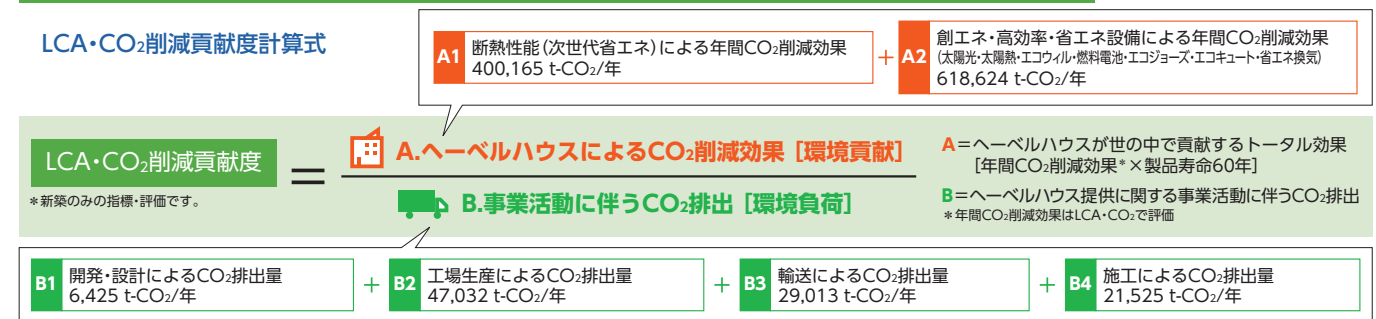 LCA・CO₂削減貢献度計算式
A1 断熱性能（次世代省エネ）による年間CO₂削減効果
400,165 t-CO₂/年
+
A2 創エネ・高効率・省エネ設備による年間CO₂削減効果
（太陽光・太陽熱・エコウィル・燃料電池・エコジョーズ・エコキュート・省エネ換気）
618,624 t-CO₂/年
LCA・CO₂削減貢献度
＊新築のみの指標・評価です。
=
A.ヘーベルハウスによるCO₂削減効果［環境貢献］
B.事業活動に伴うCO₂排出［環境負荷］
A＝ヘーベルハウスが世の中で貢献するトータル効果
［年間CO₂削減効果＊×製品寿命60年］
B＝ヘーベルハウス提供に関する事業活動に伴うCO₂排出
＊年間CO₂削減効果はLCA・CO₂で評価
B1 開発・設計によるCO₂排出量
6,425 t-CO₂/年
+
B2 工場生産によるCO₂排出量
47,032 t-CO₂/年
+
B3 輸送によるCO₂排出量
29,013 t-CO₂/年
+
B4 施工によるCO₂排出量
21,525 t-CO₂/年